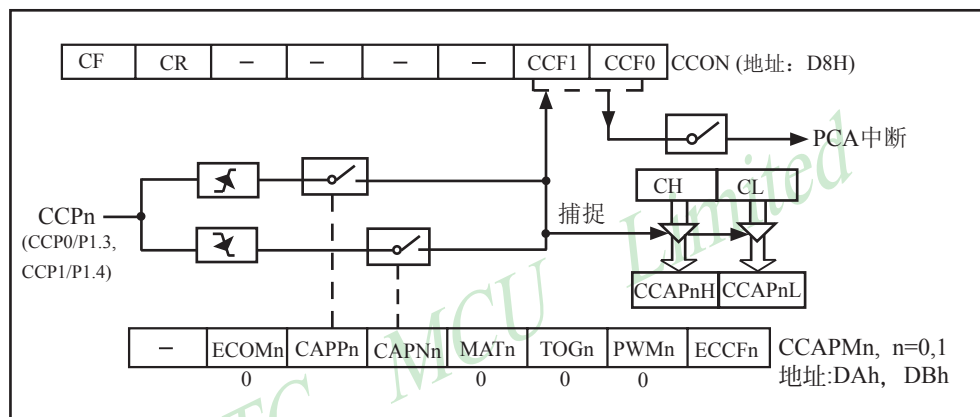 CF CR – – – – CCF1 CCF0 CCON (地址：D8H)
PCA中断
CH CL
CCPn
(CCP0/P1.3,
CCP1/P1.4)
捕捉
CCAPnH CCAPnL
– ECOMn CAPPn CAPNn MATn TOGn PWMn ECCFn CCAPMn, n=0,1
0 0 0 0 地址:DAh, DBh
MCU Limited